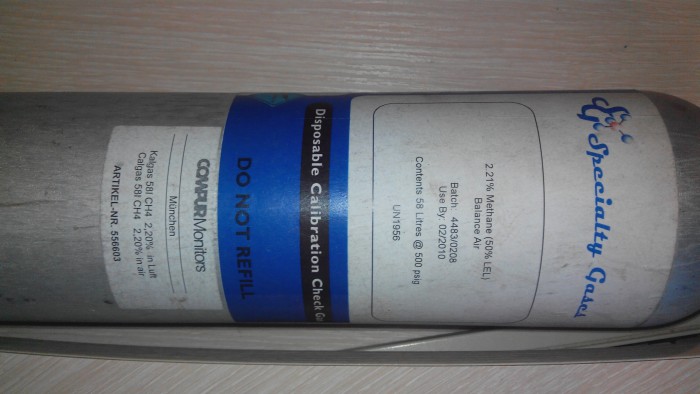 Specialty Gases
2.21% Methane (50% LEL)
Balance Air
Batch: 4483/0208
Use By: 02/2010
Contents 58 Litres @ 500 psig
UN1956
Disposable Calibration Check
DO NOT REFILL
COMPUR Monitors
München
Kalgas 58l CH4 2,20% in Luft
Calgas 58l CH4 2,20% in air
ARTIKEL-NR. 556603